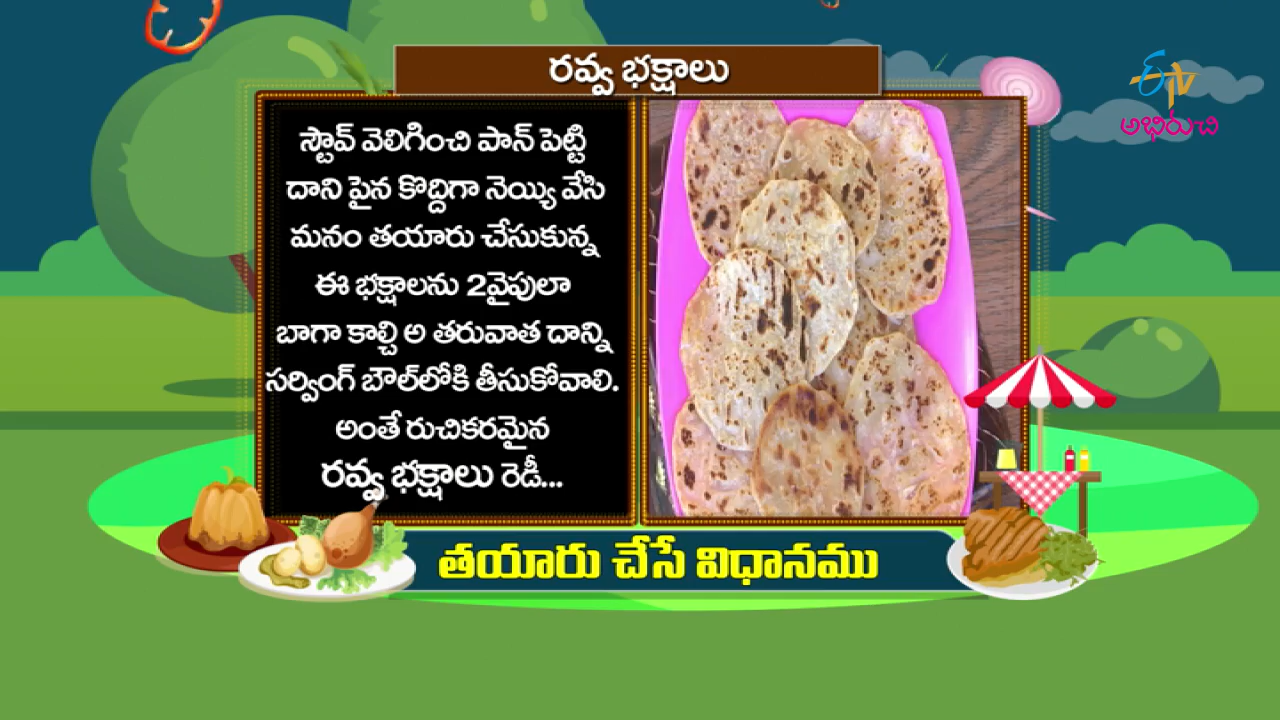 రవ్వ భక్షాలు
etv
అభిరుచి
స్టౌవ్ వెలిగించి పాన్ పెట్టి
దాని పైన కొద్దిగా నెయ్యి వేసి
మనం తయారు చేసుకున్న
ఈ భక్షాలను 2వైపులా
బాగా కాల్చి అ తరువాత దాన్ని
సర్వింగ్ బౌల్‌లోకి తీసుకోవాలి.
అంతే రుచికరమైన
రవ్వ భక్షాలు రెడీ...
తయారు చేసే విధానము